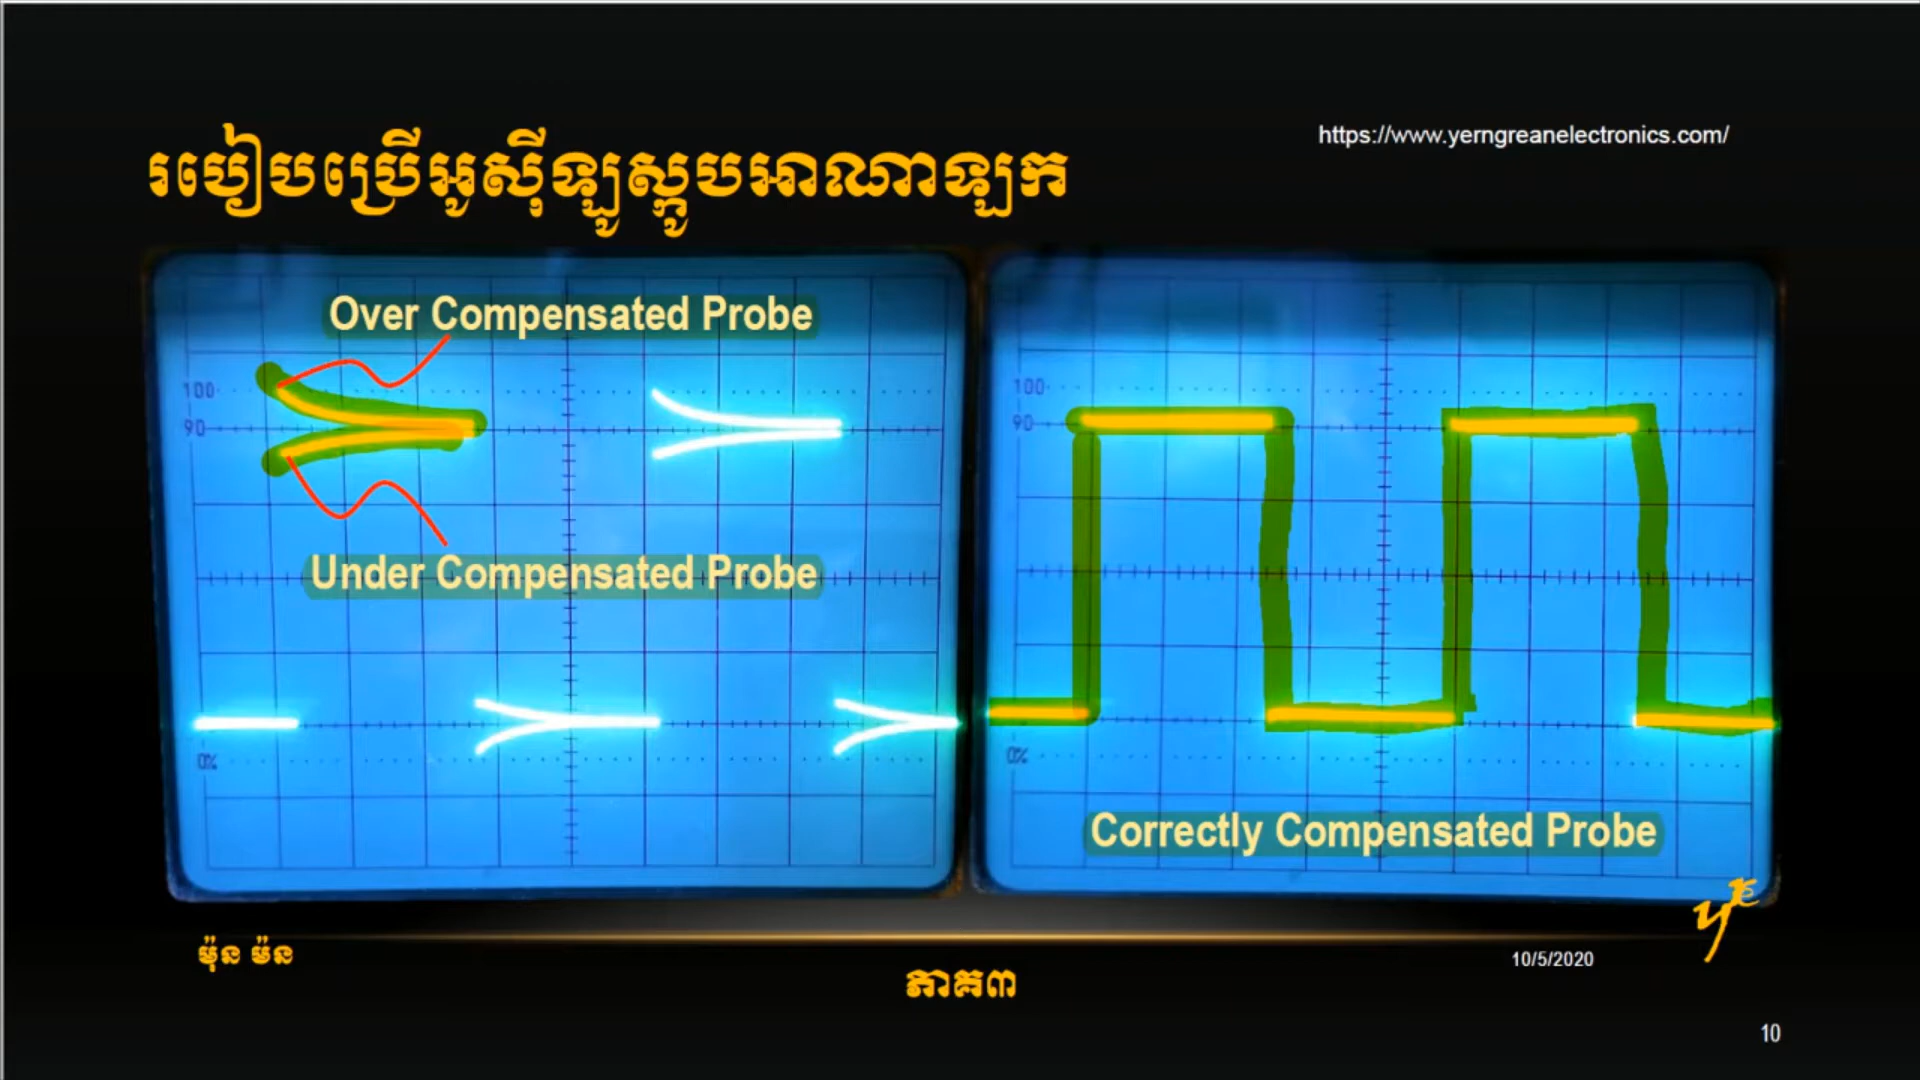 https://www.yerngreanelectronics.com/
របៀបប្រើអូស៊ីឡូស្កូបអាណាឡូក
Over Compensated Probe
100
90
Under Compensated Probe
0%
100
90
0%
Correctly Compensated Probe
ម៉ុន ម៉ន
10/5/2020
ភាគ៣
10